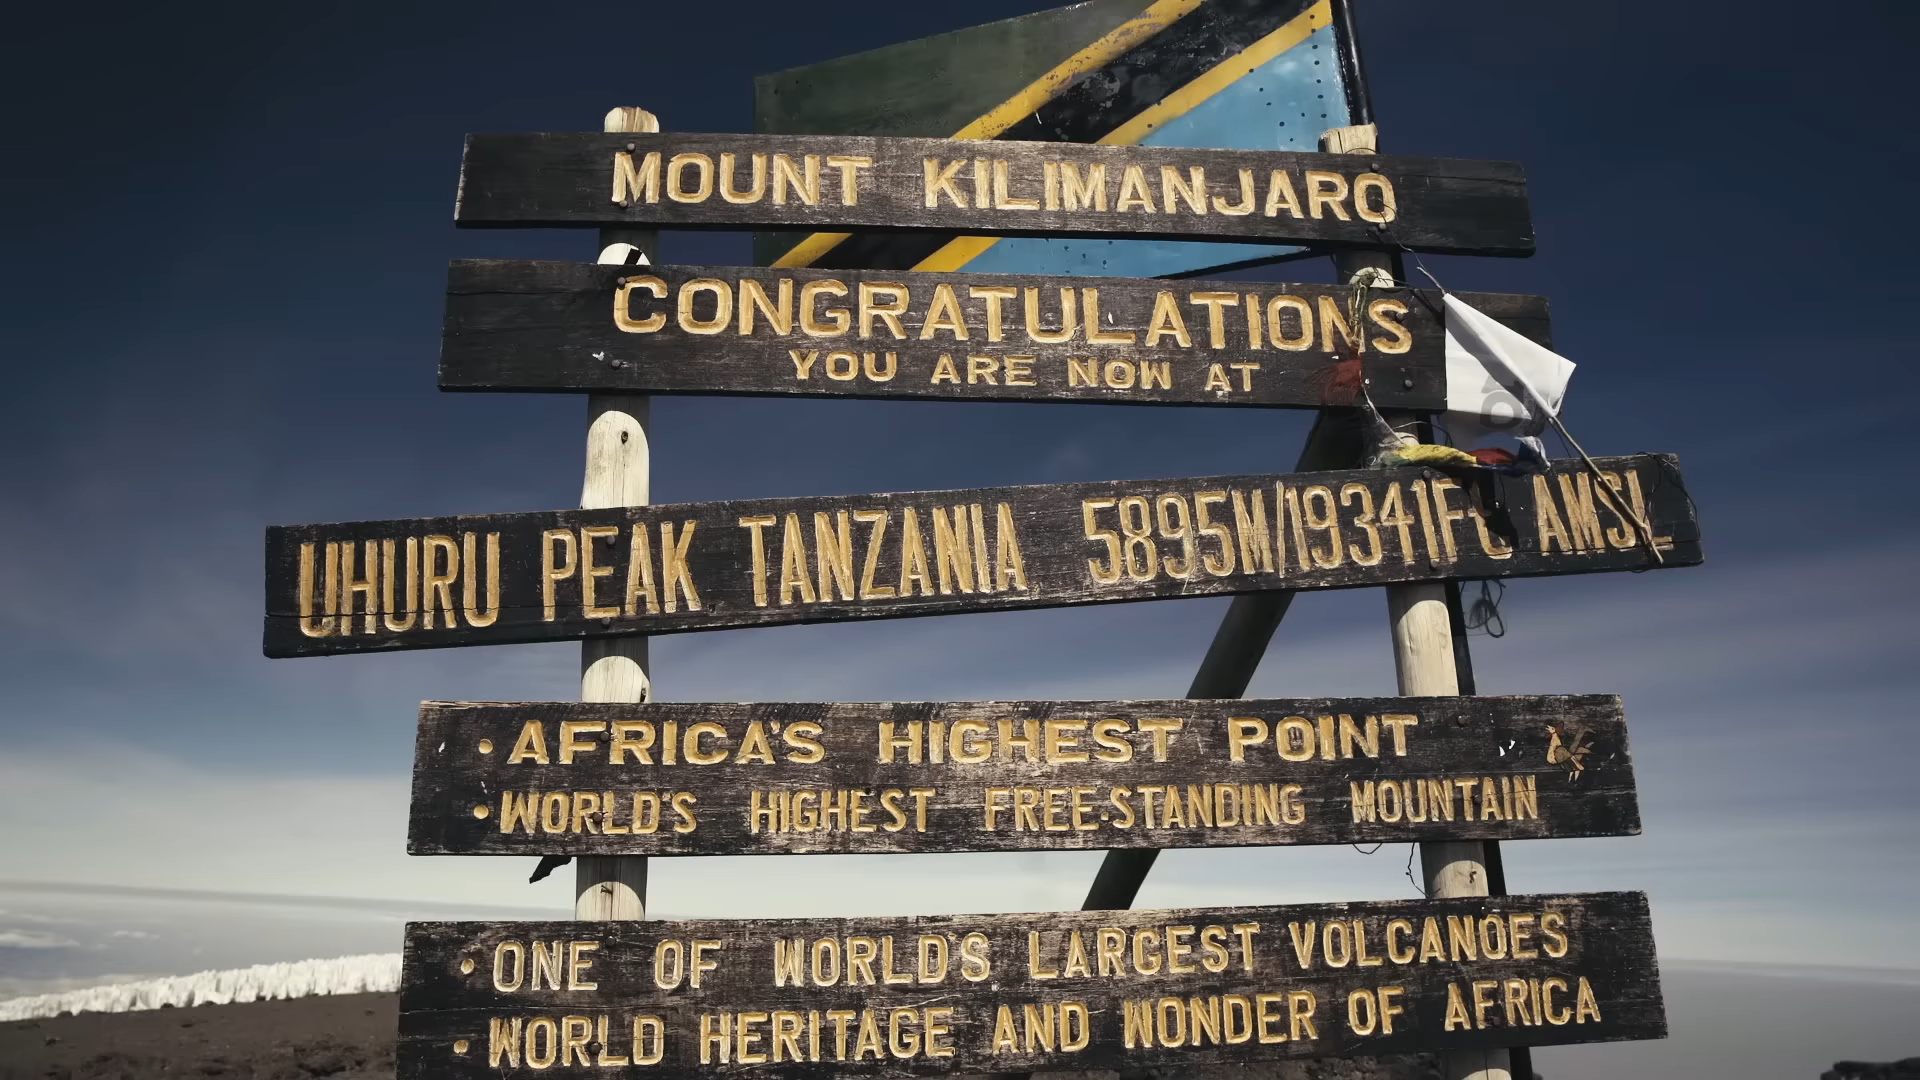 MOUNT KILIMANJARO
CONGRATULATIONS
YOU ARE NOW AT
UHURU PEAK TANZANIA 5895M/19341Ft AMSL
• AFRICA'S HIGHEST POINT
• WORLD'S HIGHEST FREE-STANDING MOUNTAIN
• ONE OF WORLD'S LARGEST VOLCANOES
• WORLD HERITAGE AND WONDER OF AFRICA